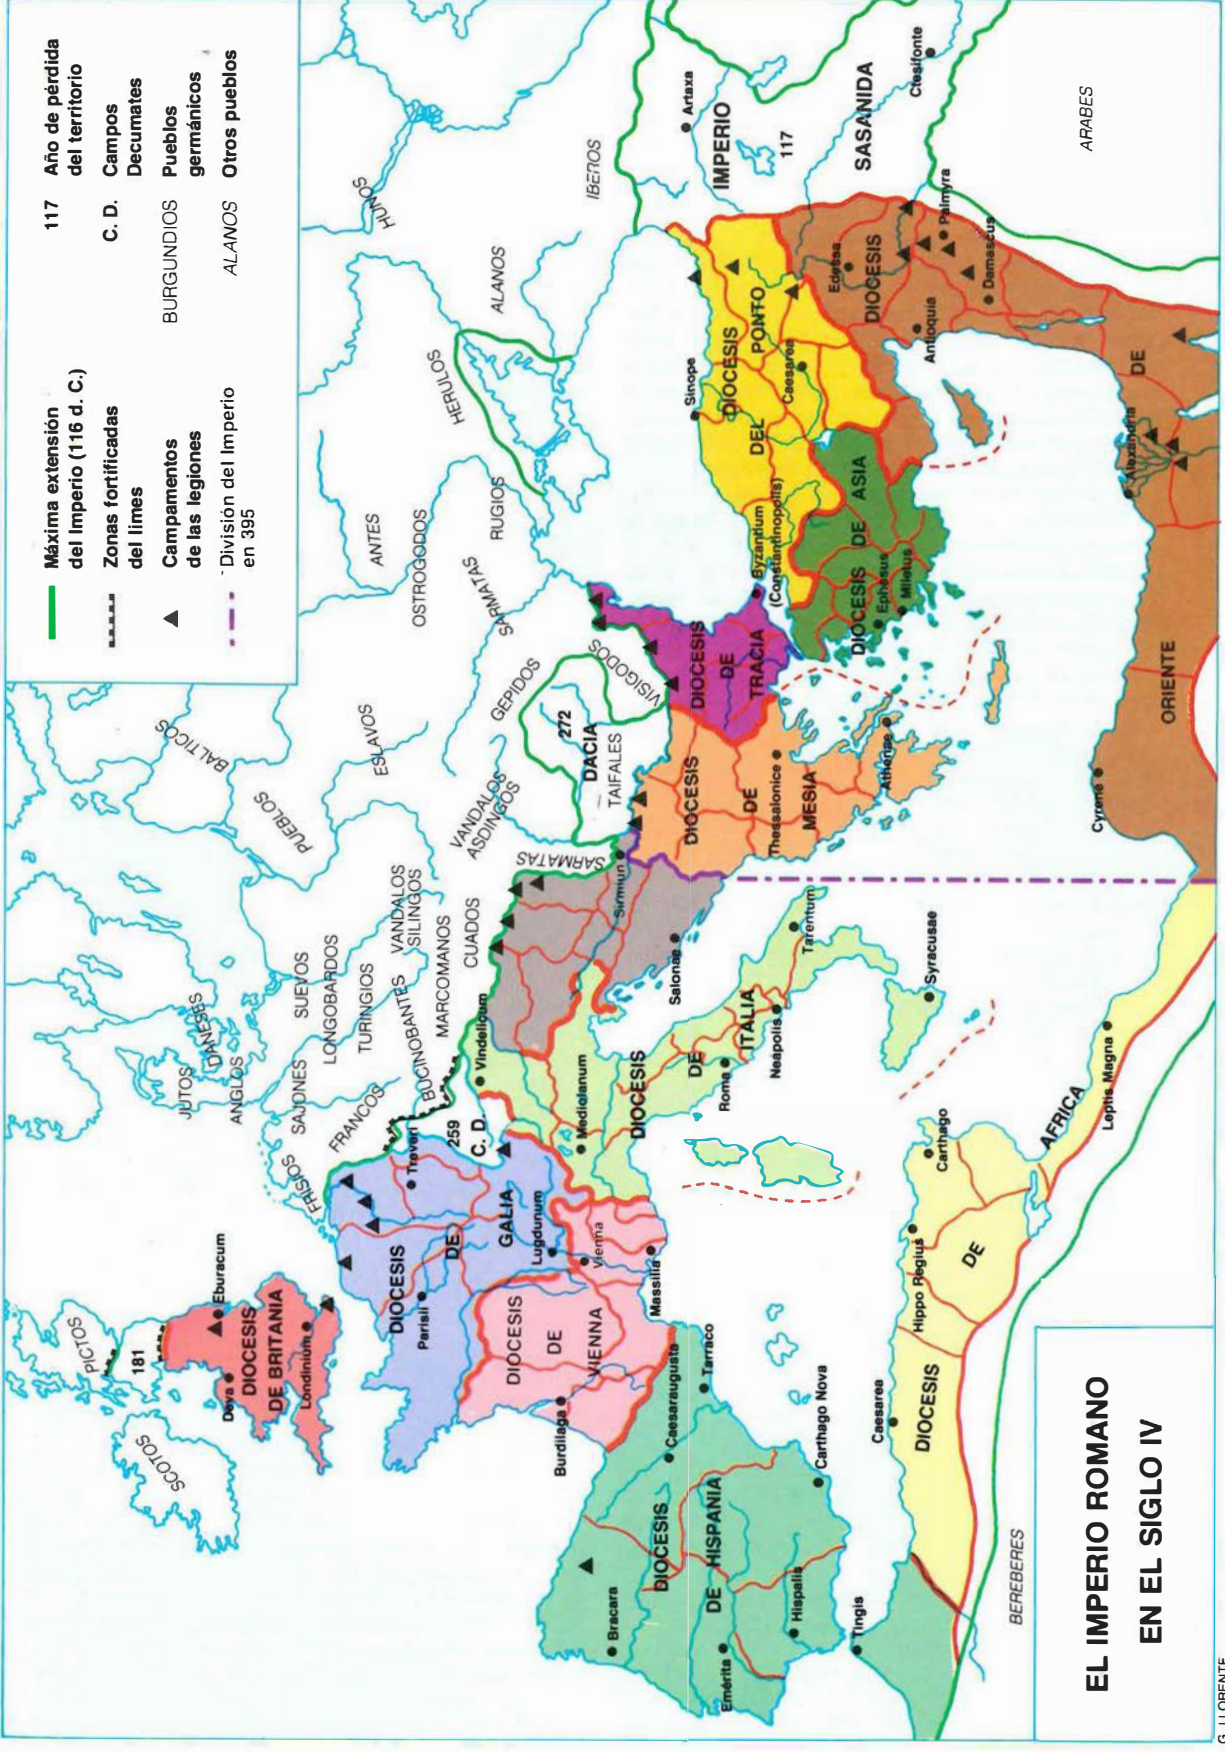 117 Año de pérdida
del territorio
C. D. Campos
Decumates
BURGUNDIOS Pueblos
germánicos
ALANOS Otros pueblos
Máxima extensión
del Imperio (116 d. C.)
Zonas fortificadas
del limes
Campamentos
de las legiones
División del Imperio
en 395
PICTOS
181
SCOTOS
Eburacum
Deva
DIOCESIS
DE BRITANIA
Londinium
JUTOS
DANESES
ANGLOS
SAJONES
SUEVOS
LONGOBARDOS
TURINGIOS
FRISIOS
FRANCOS
BUCINOBANTES
MARCOMANOS
VANDALOS
SILINGOS
CUADOS
PUEBLOS
BALTICOS
ESLAVOS
VANDALOS
ASDINGOS
GEPIDOS
SARMATAS
ANTES
OSTROGODOS
RUGIOS
HERULOS
ALANOS
HUNOS
IBEROS
SARMATAS
VISIGODOS
272
DACIA
TAIFALES
259
C. D.
Vindelicum
Treveri
DIOCESIS
DE
GALIA
Parisii
Lugdunum
DIOCESIS
DE
VIENNA
Vienna
Burdilaga
Massilia
DIOCESIS
DE HISPANIA
Caesaraugusta
Tarraco
Carthago Nova
Bracara
Emérita
Hispalis
Tingis
Mediolanum
DIOCESIS
DE
ITALIA
Roma
Neápolis
Tarentum
Syracusae
Salonae
Sirmiun
DIOCESIS
DE
MESIA
Thessalonice
Athenae
DIOCESIS
DE
TRACIA
Byzantium
(Constantinopolis)
DIOCESIS
DEL PONTO
Sinope
Caesarea
DIOCESIS DE ASIA
Ephesus
Miletus
Artaxa
IMPERIO
117
SASANIDA
Ctesifonte
ARABES
Edessa
DIOCESIS
DE
ORIENTE
Antioquia
Palmyra
Damascus
Alexandria
Cyrene
Caesarea
Hippo Regius
Carthago
Leptis Magna
DIOCESIS
DE
AFRICA
BEREBERES
EL IMPERIO ROMANO
EN EL SIGLO IV
G. LLORENTE